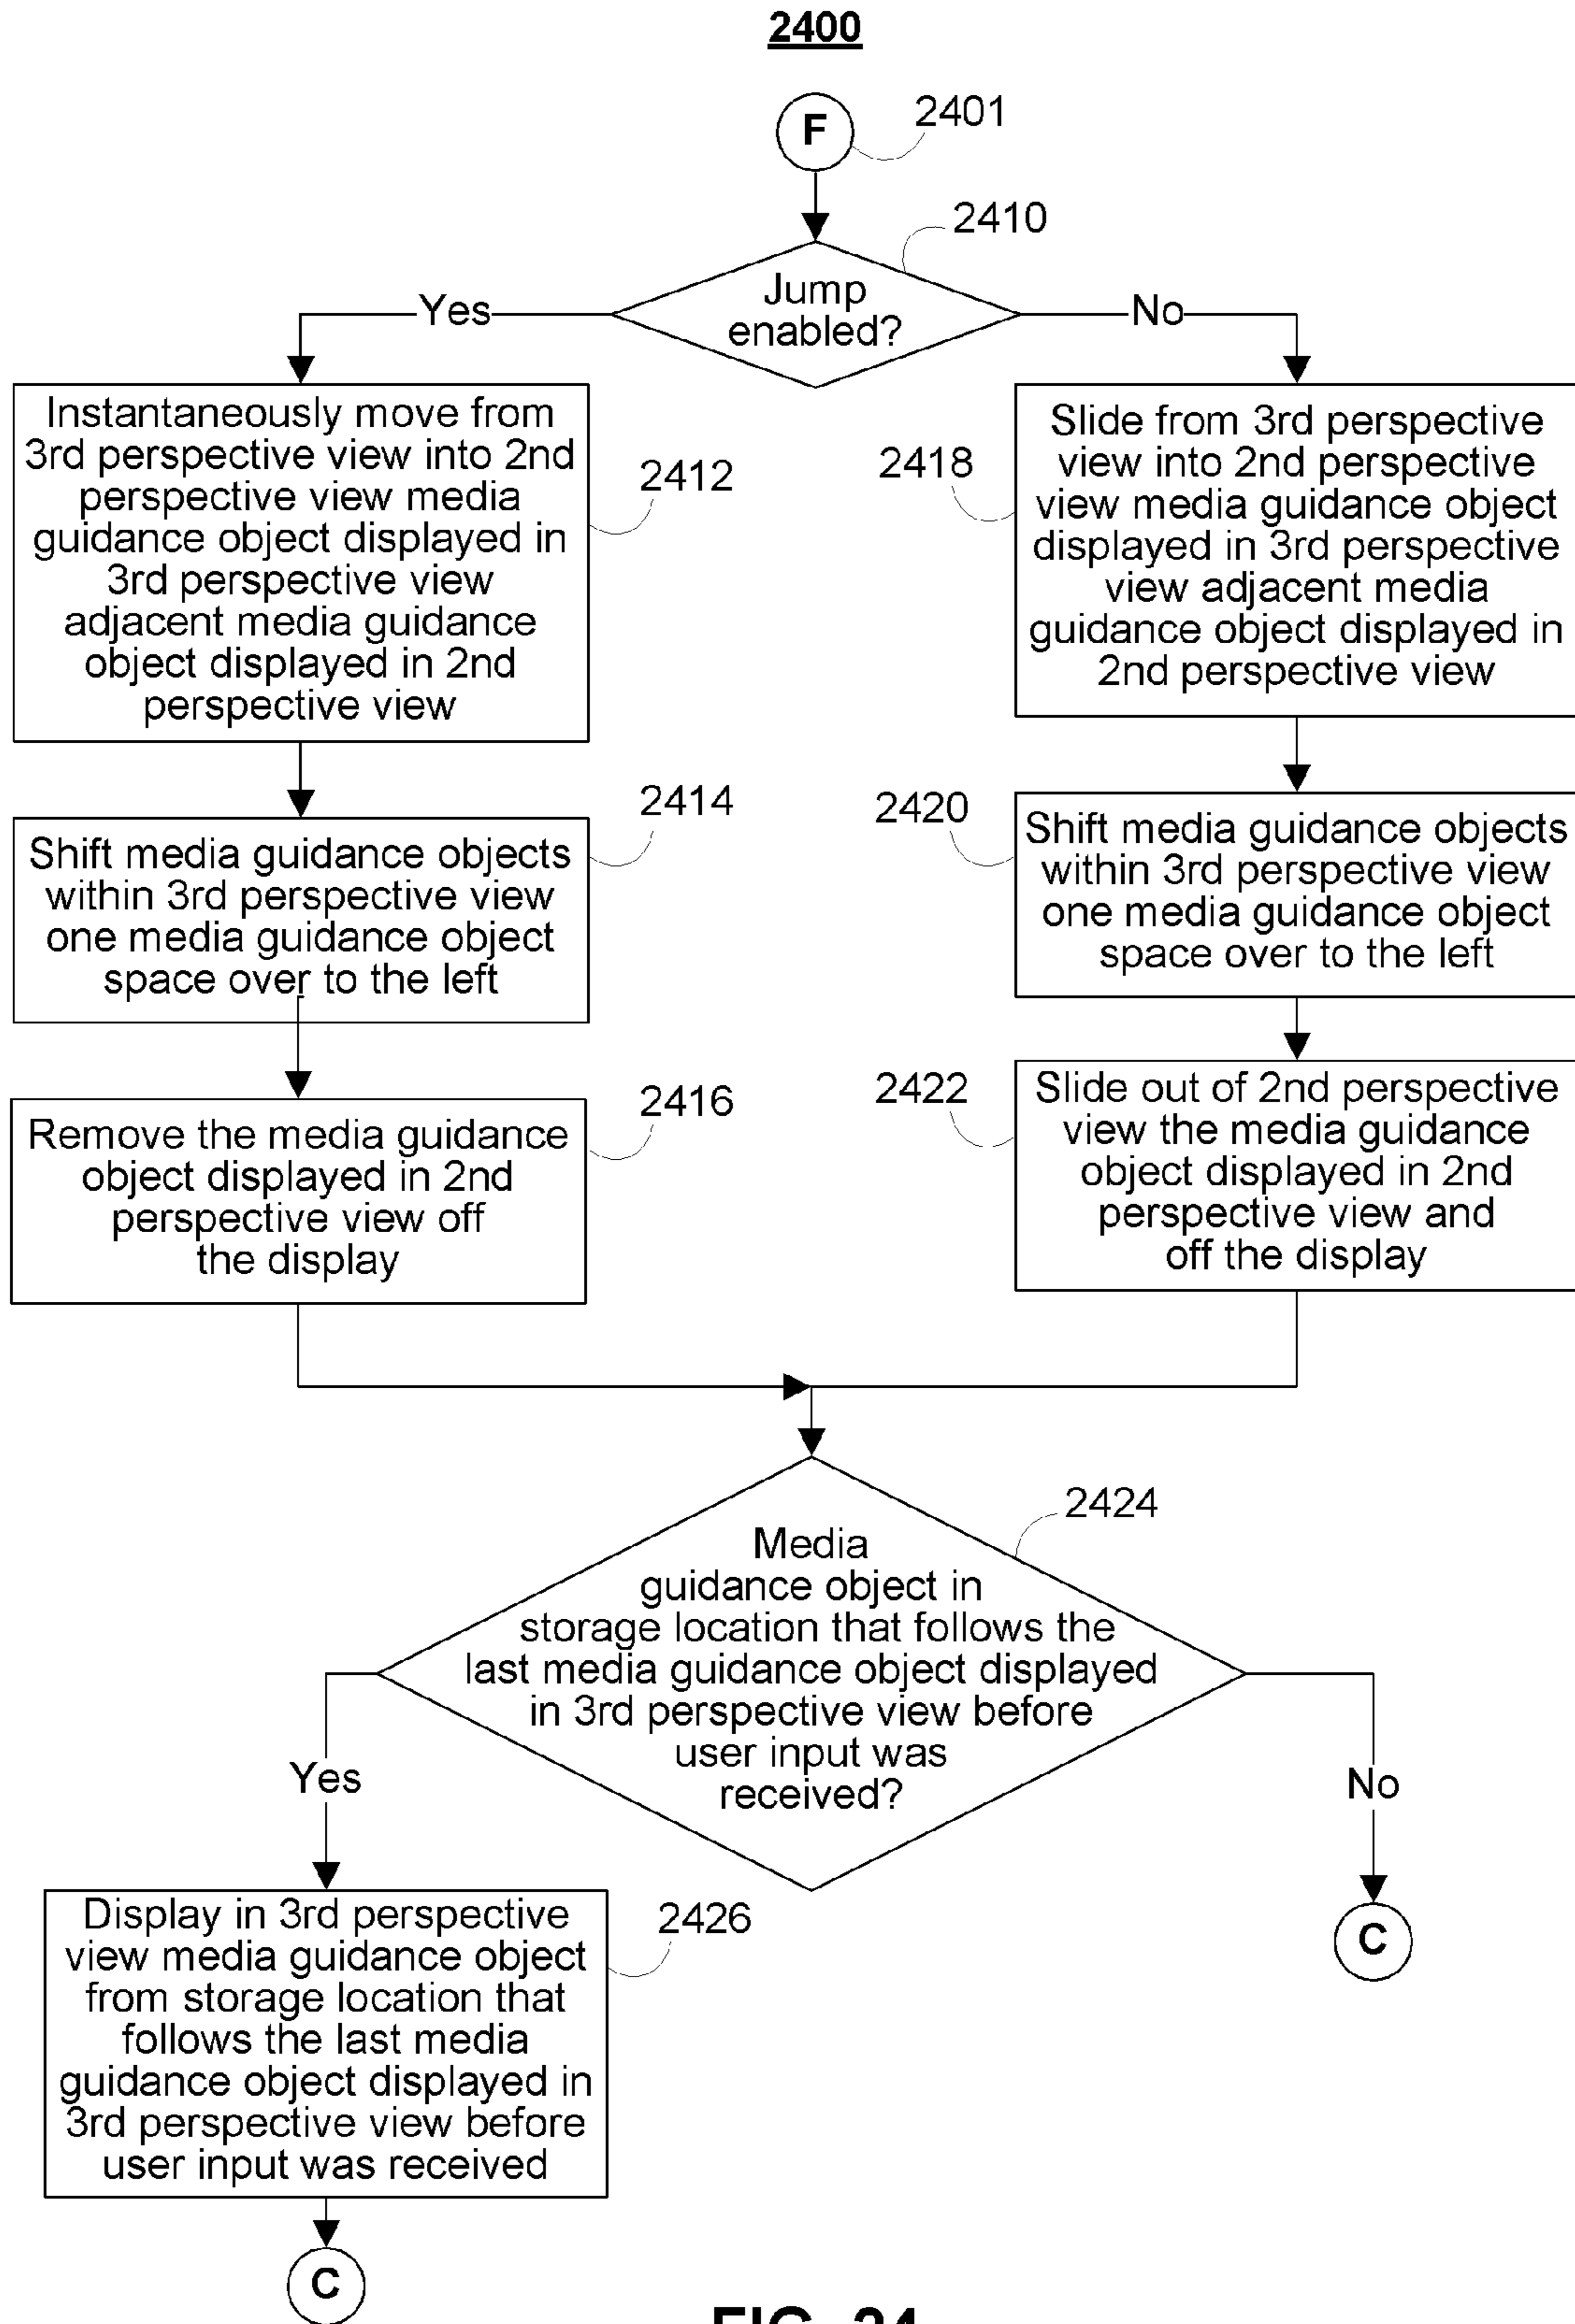 2400
F
2401
2410
Jump
enabled?
Yes
No
Instantaneously move from
3rd perspective view into 2nd
perspective view media
guidance object displayed in
3rd perspective view
adjacent media guidance
object displayed in 2nd
perspective view
2412
2418
Slide from 3rd perspective
view into 2nd perspective
view media guidance object
displayed in 3rd perspective
view adjacent media
guidance object displayed in
2nd perspective view
2414
2420
Shift media guidance objects
within 3rd perspective view
one media guidance object
space over to the left
Shift media guidance objects
within 3rd perspective view
one media guidance object
space over to the left
2416
2422
Remove the media guidance
object displayed in 2nd
perspective view off
the display
Slide out of 2nd perspective
view the media guidance
object displayed in 2nd
perspective view and
off the display
2424
Media
guidance object in
storage location that follows the
last media guidance object displayed
in 3rd perspective view before
user input was
received?
Yes
No
Display in 3rd perspective
view media guidance object
from storage location that
follows the last media
guidance object displayed in
3rd perspective view before
user input was received
2426
C
C
FIG. 24